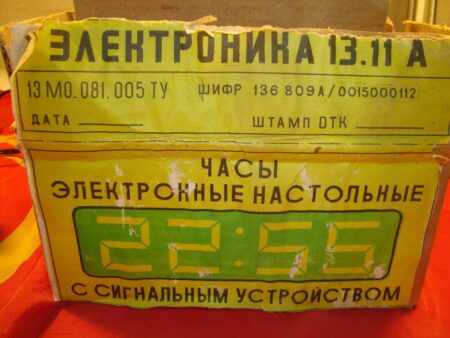 ЭЛЕКТРОНИКА 13.11 А
13 МО. 081. 005 ТУ ШИФР 136 809А/0015000112
ДАТА ШТАМП ОТК
ЧАСЫ
ЭЛЕКТРОННЫЕ НАСТОЛЬНЫЕ
22:55
С СИГНАЛЬНЫМ УСТРОЙСТВОМ